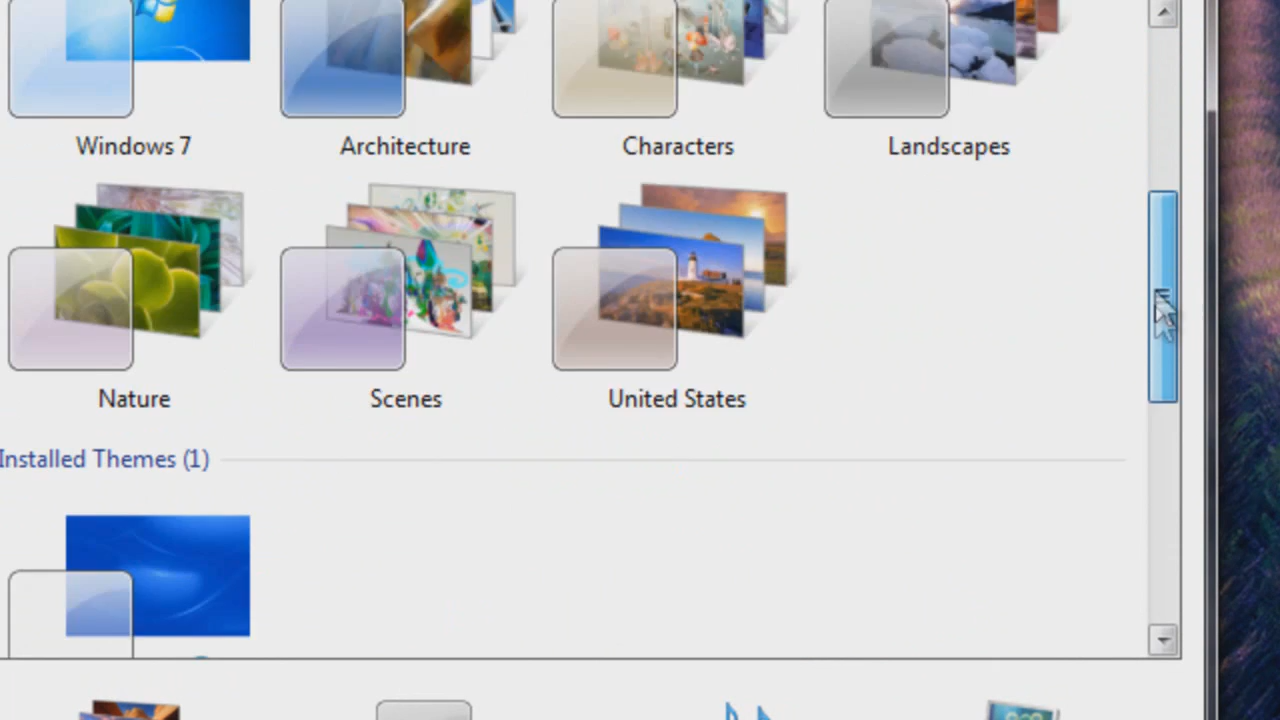 Windows 7
Architecture
Characters
Landscapes
Nature
Scenes
United States
Installed Themes (1)